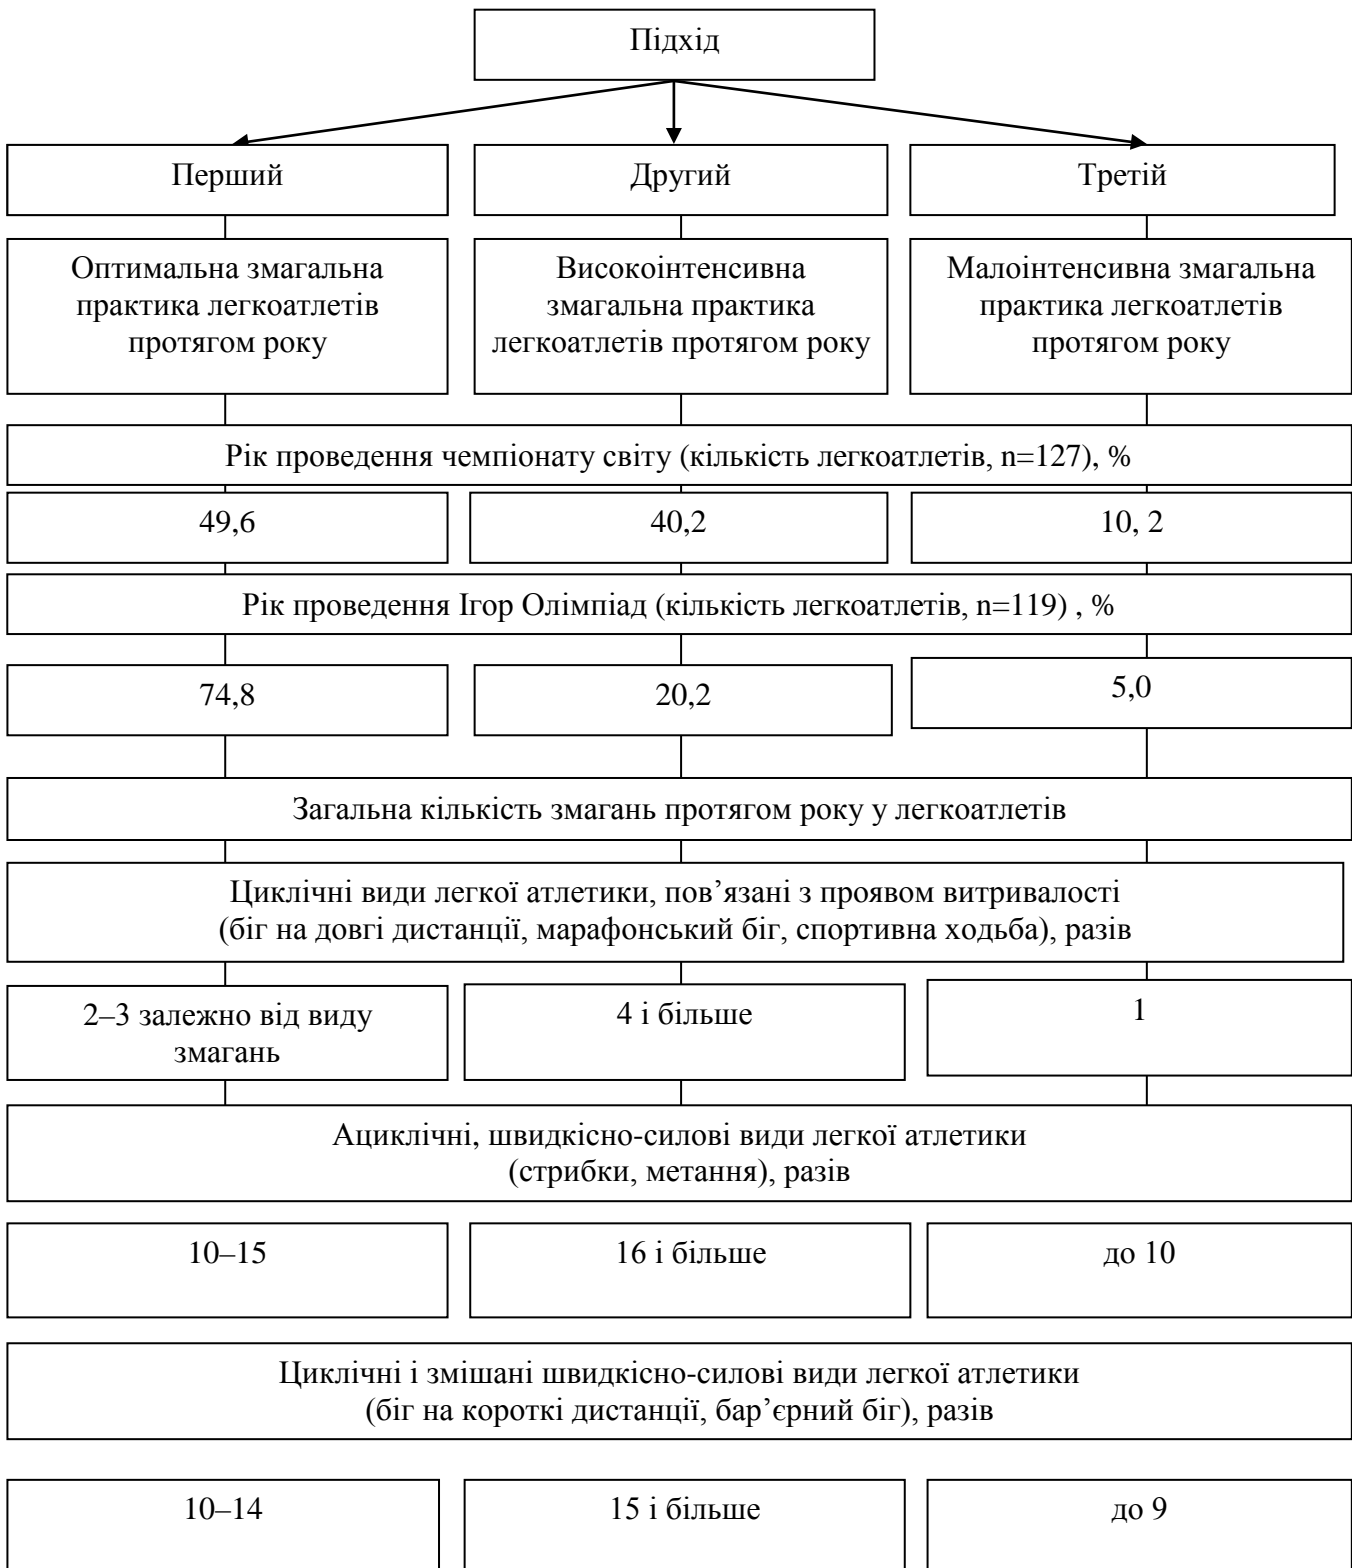 Підхід
Перший
Другий
Третій
Оптимальна змагальна
практика легкоатлетів
протягом року
Високоінтенсивна
змагальна практика
легкоатлетів протягом року
Малоінтенсивна змагальна
практика легкоатлетів
протягом року
Рік проведення чемпіонату світу (кількість легкоатлетів, n=127), %
49,6
40,2
10, 2
Рік проведення Ігор Олімпіад (кількість легкоатлетів, n=119) , %
74,8
20,2
5,0
Загальна кількість змагань протягом року у легкоатлетів
Циклічні види легкої атлетики, пов’язані з проявом витривалості
(біг на довгі дистанції, марафонський біг, спортивна ходьба), разів
2–3 залежно від виду
змагань
4 і більше
1
Ациклічні, швидкісно-силові види легкої атлетики
(стрибки, метання), разів
10–15
16 і більше
до 10
Циклічні і змішані швидкісно-силові види легкої атлетики
(біг на короткі дистанції, бар’єрний біг), разів
10–14
15 і більше
до 9